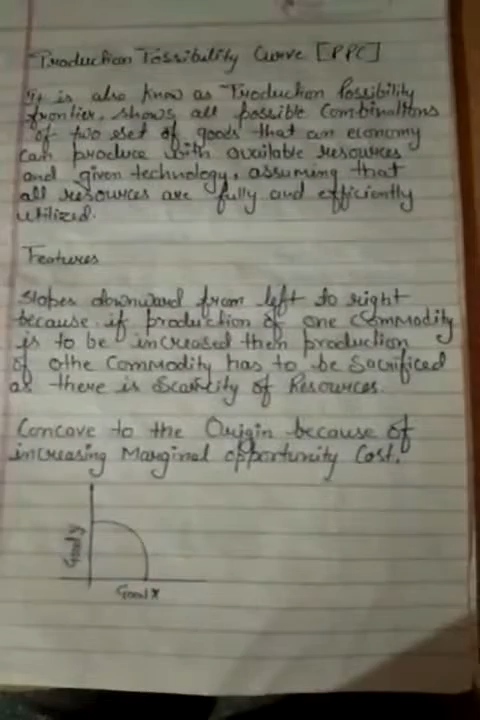 Production Possibility Curve [PPC]
It is also know as Production Possibility
frontier, shows all possible Combinations
of two set of goods that an economy
can produce with available resources
and given technology, assuming that
all resources are fully and efficiently
utilized.
Features
Slopes downward from left to right
because if production of one Commodity
is to be increased then production
of othe Commodity has to be Sacrificed
as there is Scarcity of Resources.
Concave to the Origin because of
increasing Marginal opportunity Cost.
Good y
Good x